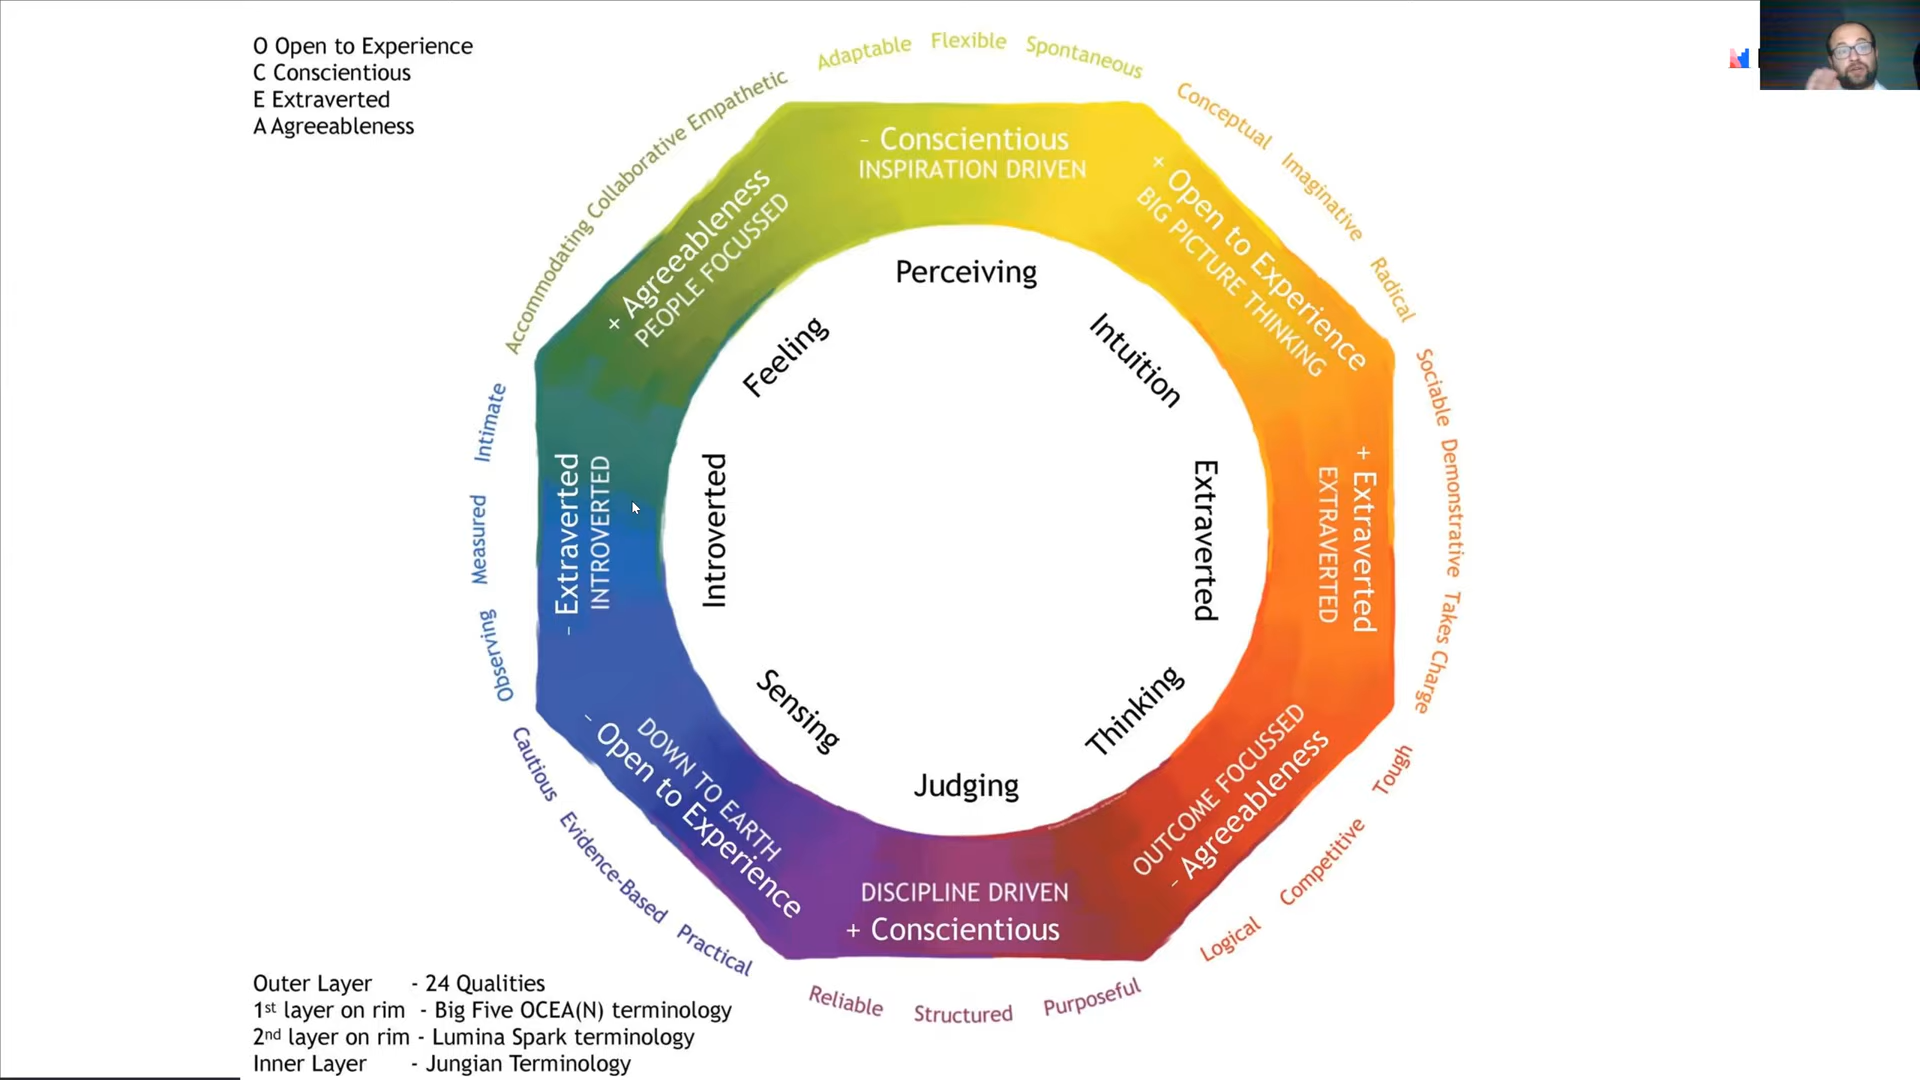 O Open to Experience
C Conscientious
E Extraverted
A Agreeableness
Adaptable Flexible Spontaneous
Conceptual Imaginative Radical
Sociable Demonstrative Takes Charge
Tough Competitive Logical
Purposeful Structured Reliable
Practical Evidence-Based Cautious
Observing Measured Intimate
Accommodating Collaborative Empathetic
- Conscientious
INSPIRATION DRIVEN
+ Open to Experience
BIG PICTURE THINKING
+ Extraverted
EXTRAVERTED
OUTCOME FOCUSSED
- Agreeableness
DISCIPLINE DRIVEN
+ Conscientious
DOWN TO EARTH
- Open to Experience
- Extraverted
INTROVERTED
+ Agreeableness
PEOPLE FOCUSSED
Perceiving
Intuition
Extraverted
Thinking
Judging
Sensing
Introverted
Feeling
Outer Layer - 24 Qualities
1st layer on rim - Big Five OCEA(N) terminology
2nd layer on rim - Lumina Spark terminology
Inner Layer - Jungian Terminology